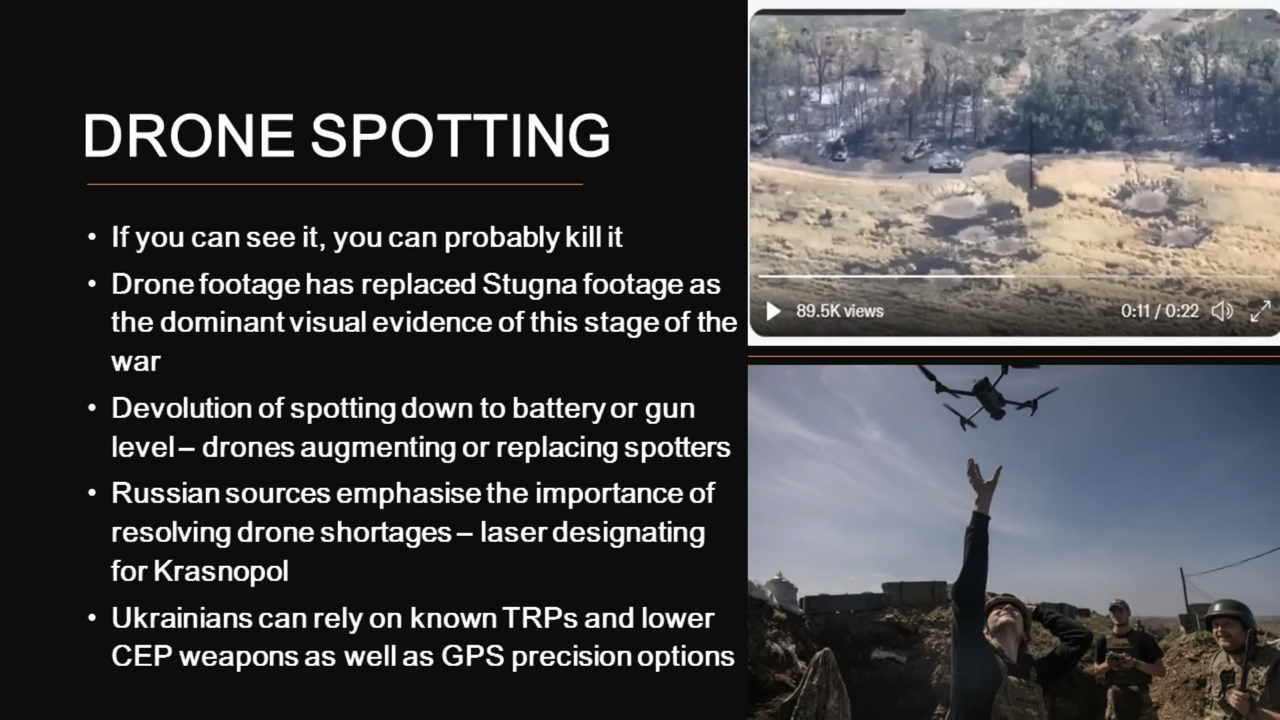 DRONE SPOTTING
• If you can see it, you can probably kill it
• Drone footage has replaced Stugna footage as
the dominant visual evidence of this stage of the
war
• Devolution of spotting down to battery or gun
level – drones augmenting or replacing spotters
• Russian sources emphasise the importance of
resolving drone shortages – laser designating
for Krasnopol
• Ukrainians can rely on known TRPs and lower
CEP weapons as well as GPS precision options
89.5K views
0:11 / 0:22